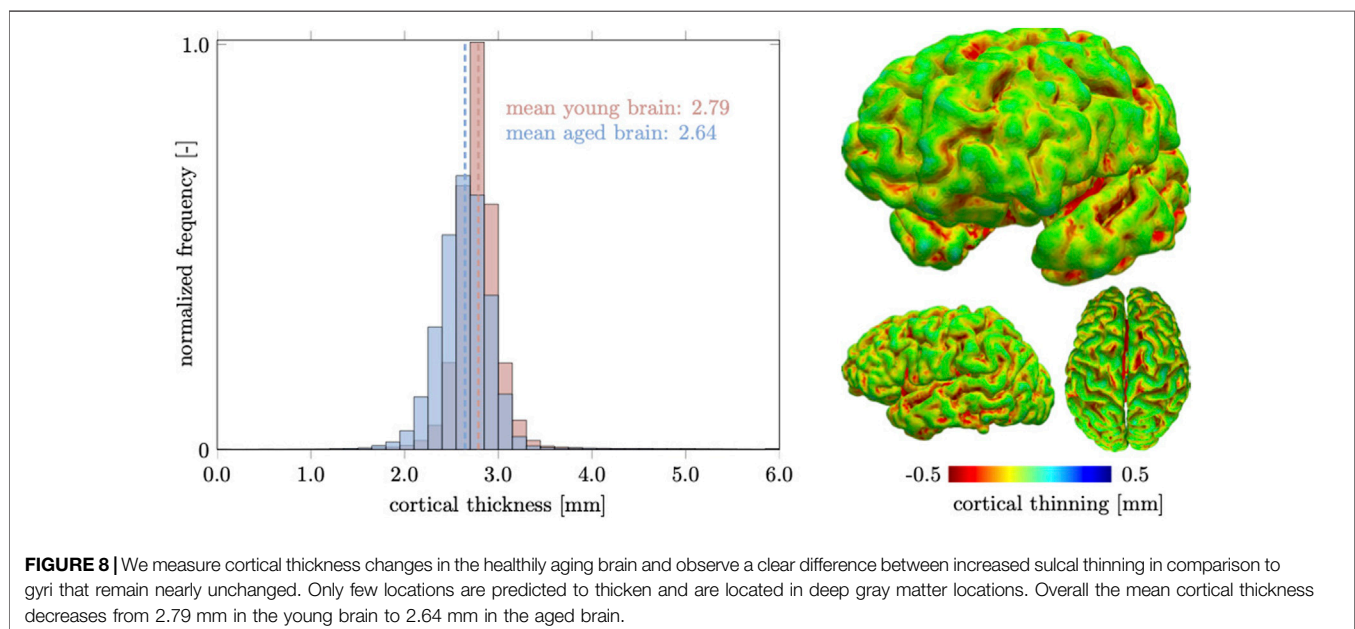 1.0
mean young brain: 2.79
mean aged brain: 2.64
normalized frequency [-]
0
0.0 1.0 2.0 3.0 4.0 5.0 6.0
cortical thickness [mm]
-0.5 0.5
cortical thinning [mm]
FIGURE 8 | We measure cortical thickness changes in the healthily aging brain and observe a clear difference between increased sulcal thinning in comparison to
gyri that remain nearly unchanged. Only few locations are predicted to thicken and are located in deep gray matter locations. Overall the mean cortical thickness
decreases from 2.79 mm in the young brain to 2.64 mm in the aged brain.